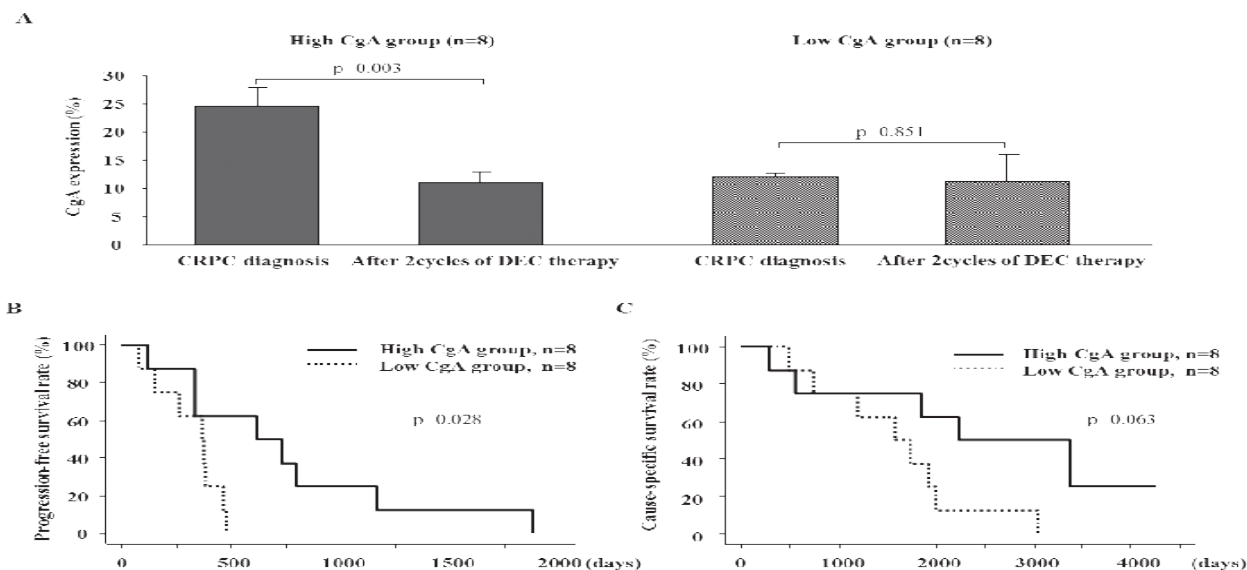 A
High CgA group (n=8)
Low CgA group (n=8)
p 0.003
p 0.851
CgA expression (%)
30
25
20
15
10
5
0
CRPC diagnosis
After 2cycles of DEC therapy
CRPC diagnosis
After 2cycles of DEC therapy
B
Progression-free survival rate (%)
100
80
60
40
20
0
High CgA group, n=8
Low CgA group, n=8
p 0.028
0 500 1000 1500 2000 (days)
C
Cause-specific survival rate (%)
100
80
60
40
20
0
High CgA group, n=8
Low CgA group, n=8
p 0.063
0 1000 2000 3000 4000 (days)